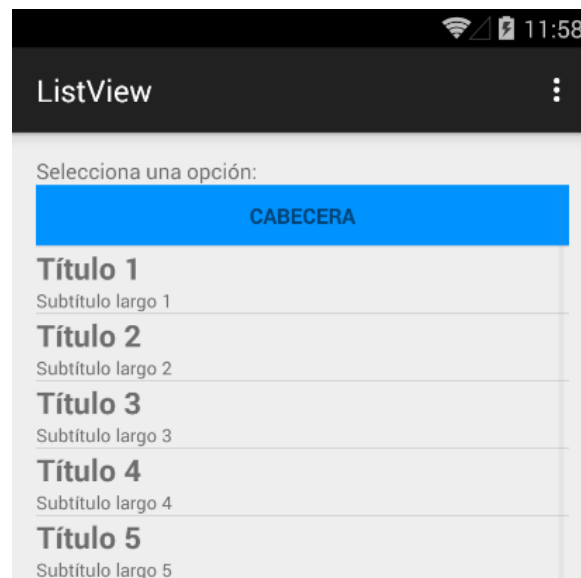 11:58
ListView
Selecciona una opción:
CABECERA
Título 1
Subtítulo largo 1
Título 2
Subtítulo largo 2
Título 3
Subtítulo largo 3
Título 4
Subtítulo largo 4
Título 5
Subtítulo largo 5